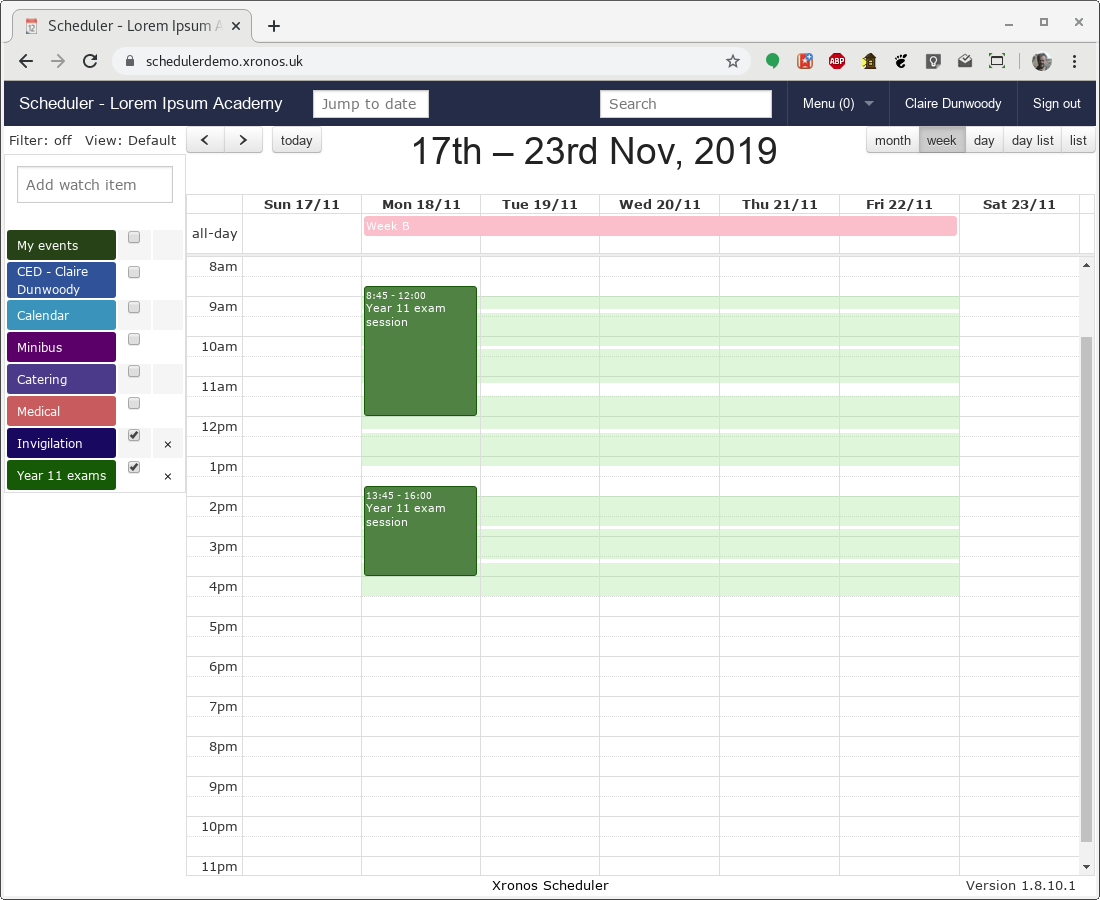 Scheduler - Lorem Ipsum A
schedulerdemo.xronos.uk
ABP
Scheduler - Lorem Ipsum Academy
Jump to date
Search
Menu (0)
Claire Dunwoody
Sign out
Filter: off View: Default
today
17th – 23rd Nov, 2019
month week day day list list
Add watch item
My events
CED - Claire
Dunwoody
Calendar
Minibus
Catering
Medical
Invigilation ×
Year 11 exams ×
Sun 17/11 Mon 18/11 Tue 19/11 Wed 20/11 Thu 21/11 Fri 22/11 Sat 23/11
all-day Week B
8am
8:45 - 12:00
Year 11 exam
session
9am
10am
11am
12pm
1pm
13:45 - 16:00
Year 11 exam
session
2pm
3pm
4pm
5pm
6pm
7pm
8pm
9pm
10pm
11pm
Xronos Scheduler
Version 1.8.10.1